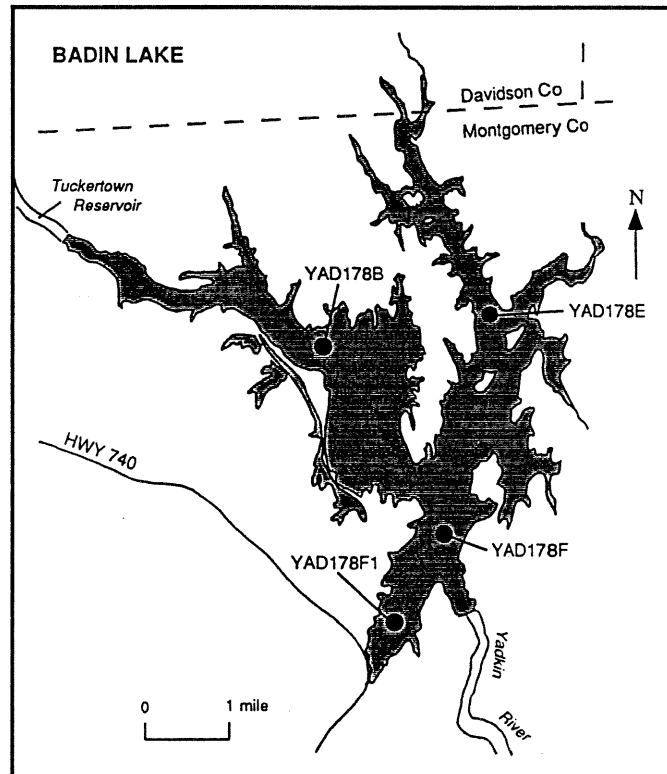 BADIN LAKE
Davidson Co
Montgomery Co
Tuckertown
Reservoir
N
YAD178B
YAD178E
HWY 740
YAD178F1
YAD178F
Yadkin
River
0 1 mile